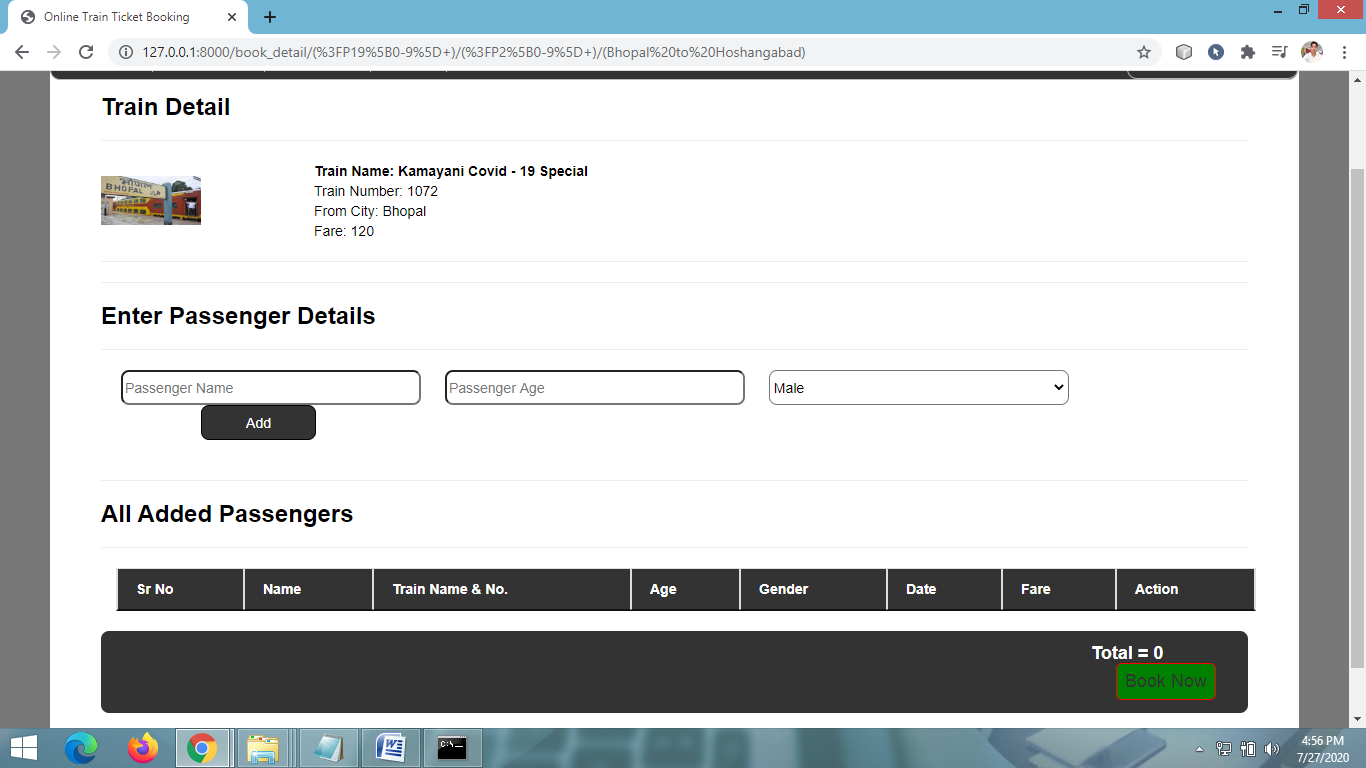 Online Train Ticket Booking
127.0.0.1:8000/book_detail/(%3FP19%5B0-9%5D+)/(%3FP2%5B0-9%5D+)/(Bhopal%20to%20Hoshangabad)
Train Detail
भोपाल
BHOPAL
Train Name: Kamayani Covid - 19 Special
Train Number: 1072
From City: Bhopal
Fare: 120
Enter Passenger Details
Passenger Name Passenger Age Male
Add
All Added Passengers
Sr No Name Train Name & No. Age Gender Date Fare Action
Total = 0
Book Now
C:\
4:56 PM
7/27/2020